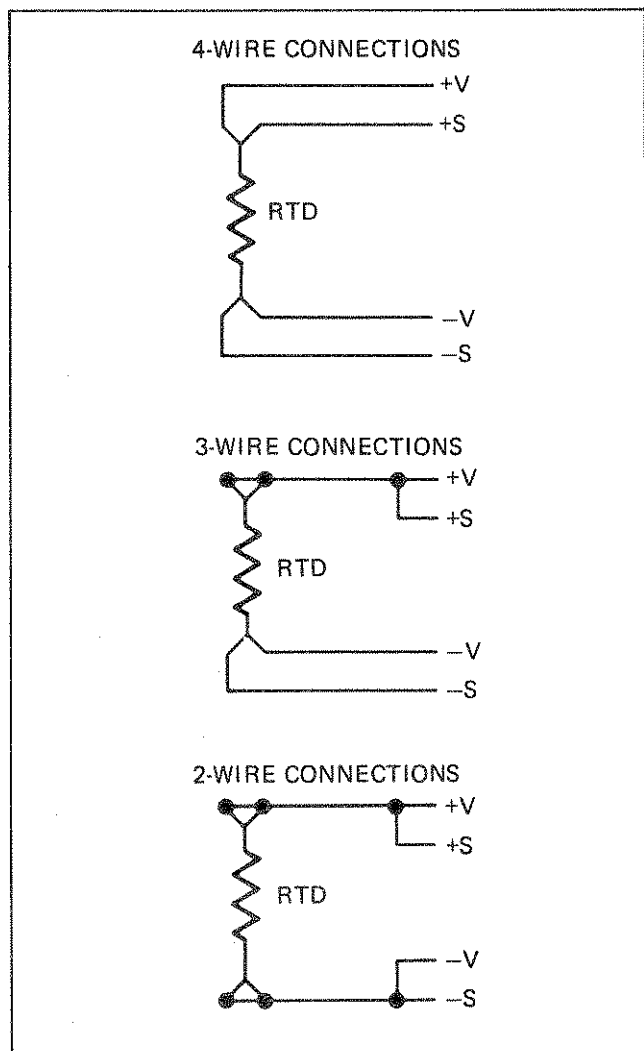 4-WIRE CONNECTIONS
+V
+S
RTD
−V
−S
3-WIRE CONNECTIONS
+V
+S
RTD
−V
−S
2-WIRE CONNECTIONS
+V
+S
RTD
−V
−S